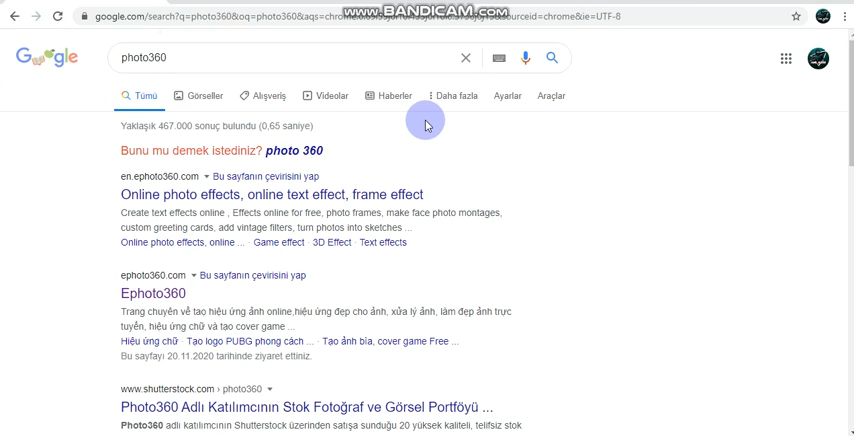 www.BANDICAM.com
google.com/search?q=photo360&oq=photo360&aqs=chrome
ourceid=chrome&ie=UTF-8
Google
photo360
Tümü Görseller Alışveriş Videolar Haberler Daha fazla Ayarlar Araçlar
Yaklaşık 467.000 sonuç bulundu (0,65 saniye)
Bunu mu demek istediniz? photo 360
en.ephoto360.com Bu sayfanın çevirisini yap
Online photo effects, online text effect, frame effect
Create text effects online , Effects online for free, photo frames, make face photo montages,
custom greeting cards, add vintage filters, turn photos into sketches ...
Online photo effects, online ... · Game effect · 3D Effect · Text effects
ephoto360.com Bu sayfanın çevirisini yap
Ephoto360
Trang chuyên về tạo hiệu ứng ảnh online,hiệu ứng đẹp cho ảnh, xửa lý ảnh, làm đẹp ảnh trực
tuyến, hiệu ứng chữ và tạo cover game ...
Hiệu ứng chữ · Tạo logo PUBG phong cách ... · Tạo ảnh bìa, cover game Free ...
Bu sayfayı 20.11.2020 tarihinde ziyaret ettiniz.
www.shutterstock.com › photo360
Photo360 Adlı Katılımcının Stok Fotoğraf ve Görsel Portföyü ...
Photo360 adlı katılımcının Shutterstock üzerinden satışa sunduğu 20 yüksek kaliteli, telifsiz stok